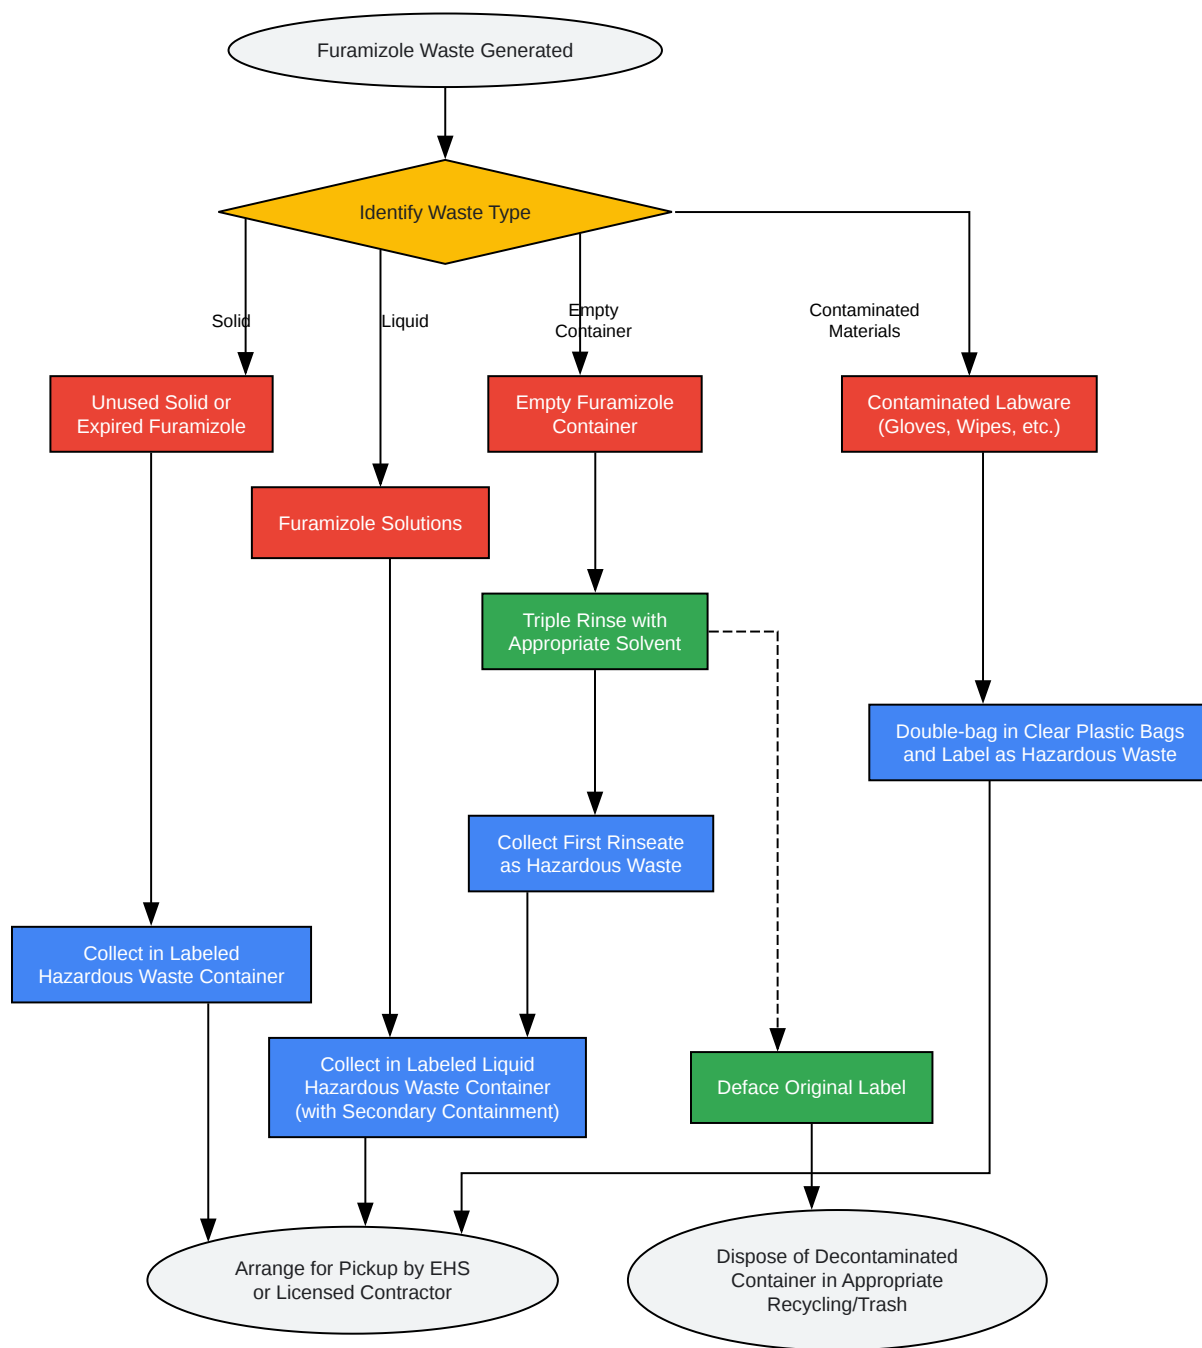 Furamizole Waste Generated
Identify Waste Type
Solid
Liquid
Empty
Container
Contaminated
Materials
Unused Solid or
Expired Furamizole
Empty Furamizole
Container
Contaminated Labware
(Gloves, Wipes, etc.)
Furamizole Solutions
Triple Rinse with
Appropriate Solvent
Double-bag in Clear Plastic Bags
and Label as Hazardous Waste
Collect First Rinseate
as Hazardous Waste
Collect in Labeled
Hazardous Waste Container
Collect in Labeled Liquid
Hazardous Waste Container
(with Secondary Containment)
Deface Original Label
Arrange for Pickup by EHS
or Licensed Contractor
Dispose of Decontaminated
Container in Appropriate
Recycling/Trash